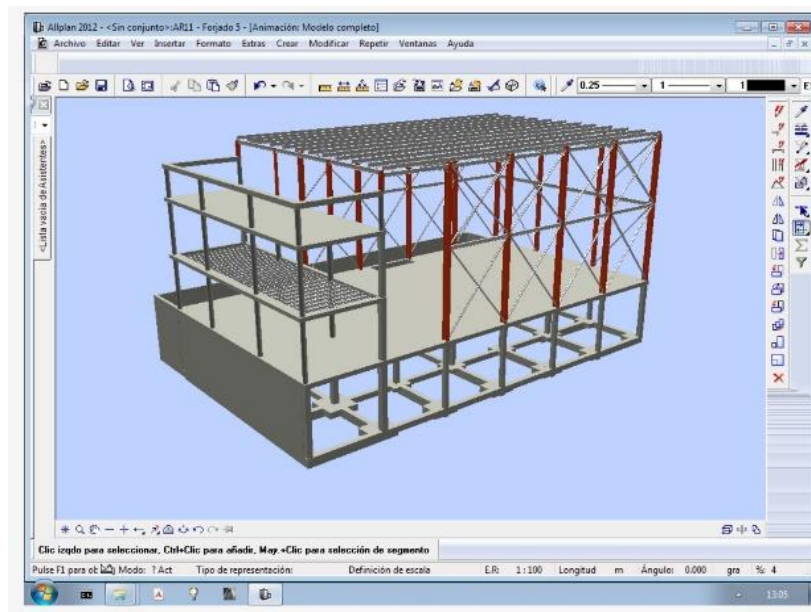 Allplan 2012 - <Sin conjunto>:AR11 - Forjado 5 - [Animación: Modelo completo]
Archivo Editar Ver Insertar Formato Extras Crear Modificar Repetir Ventanas Ayuda
0.25 1 1
<Lista vacía de Asistentes>
Clic izqdo para seleccionar, Ctrl+Clic para añadir, May.+Clic para selección de segmento
Pulse F1 para ob Modo: ? Act Tipo de representación: Definición de escala E.R: 1:100 Longitud m Ángulo: 0.000 gra %: 4
13:05